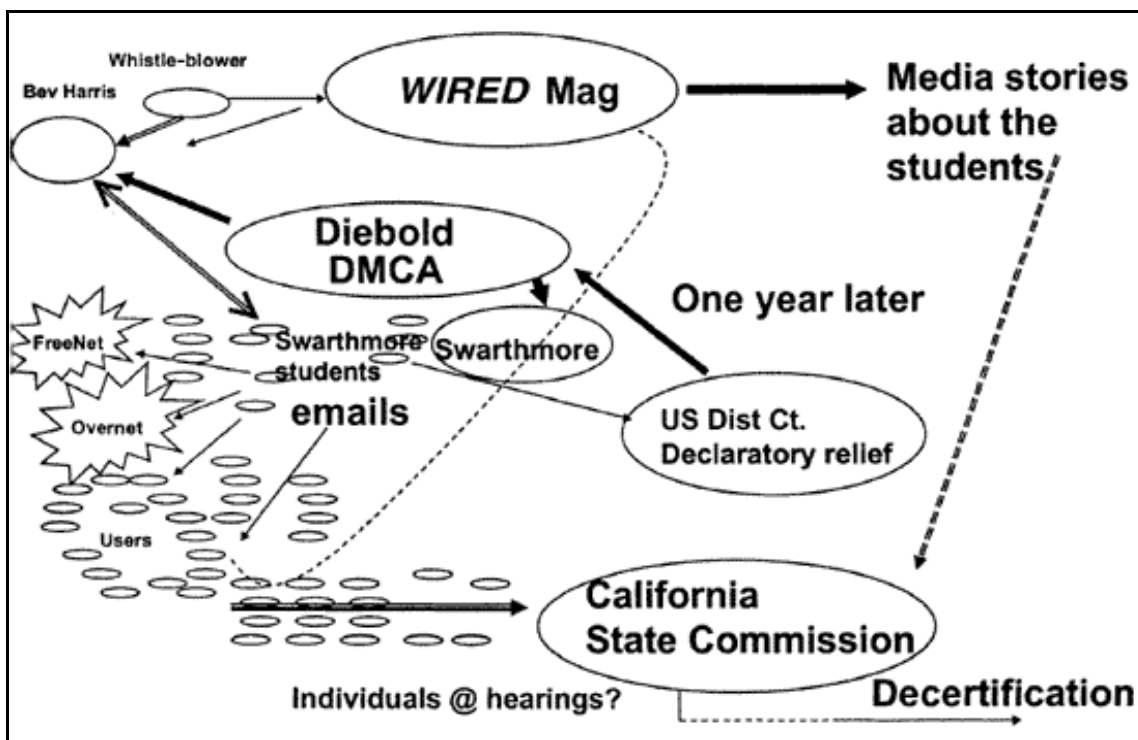 Whistle-blower
Bev Harris
WIRED Mag
Media stories
about the
students
Diebold
DMCA
One year later
FreeNet
Swarthmore
students
emails
Swarthmore
Overnet
US Dist Ct.
Declaratory relief
Users
California
State Commission
Individuals @ hearings?
Decertification